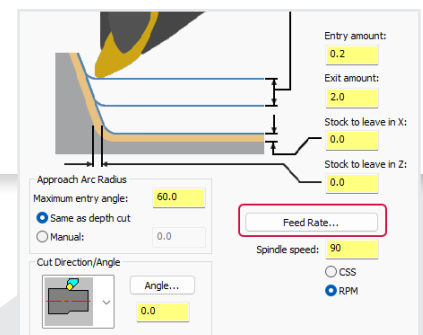 Entry amount:
0.2
Exit amount:
2.0
Stock to leave in X:
0.0
Stock to leave in Z:
0.0
Approach Arc Radius
Maximum entry angle:
60.0
Same as depth cut
Manual:
0.0
Feed Rate...
Spindle speed:
90
CSS
RPM
Cut Direction/Angle
Angle...
0.0